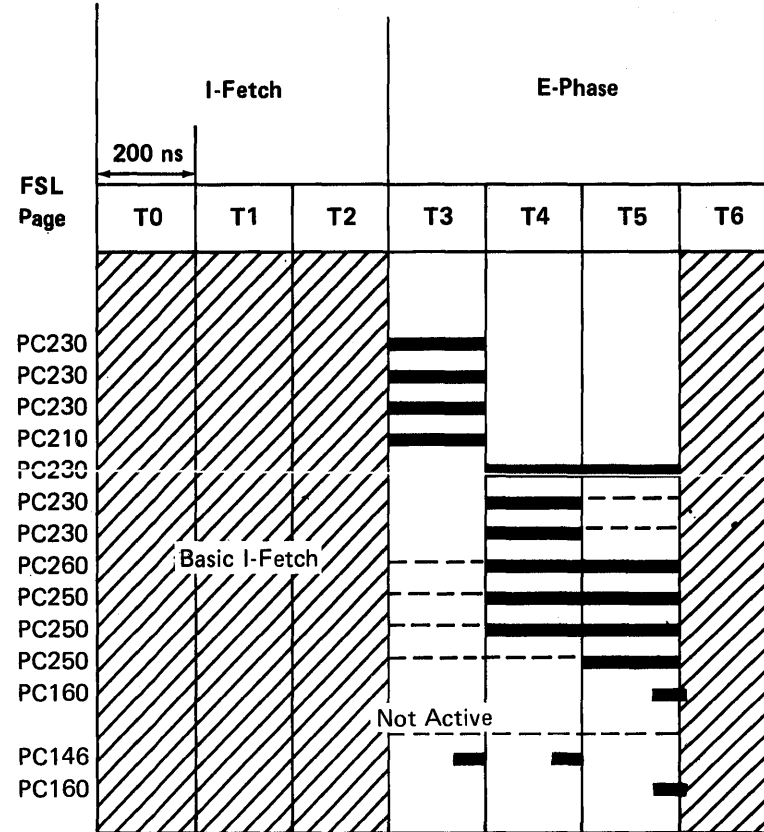 I-Fetch E-Phase
200 ns
FSL
Page T0 T1 T2 T3 T4 T5 T6
PC230
PC230
PC230
PC210
PC230
PC230
PC230
Basic I-Fetch
PC260
PC250
PC250
PC250
PC160
Not Active
PC146
PC160